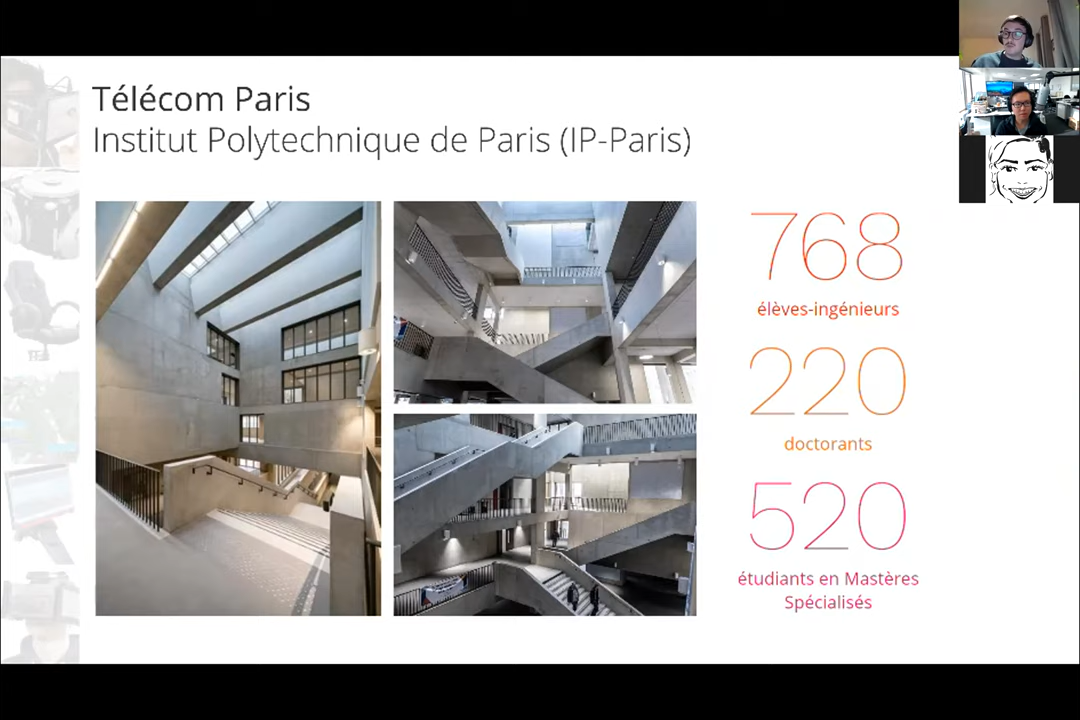 Télécom Paris
Institut Polytechnique de Paris (IP-Paris)
768
élèves-ingénieurs
220
doctorants
520
étudiants en Mastères
Spécialisés